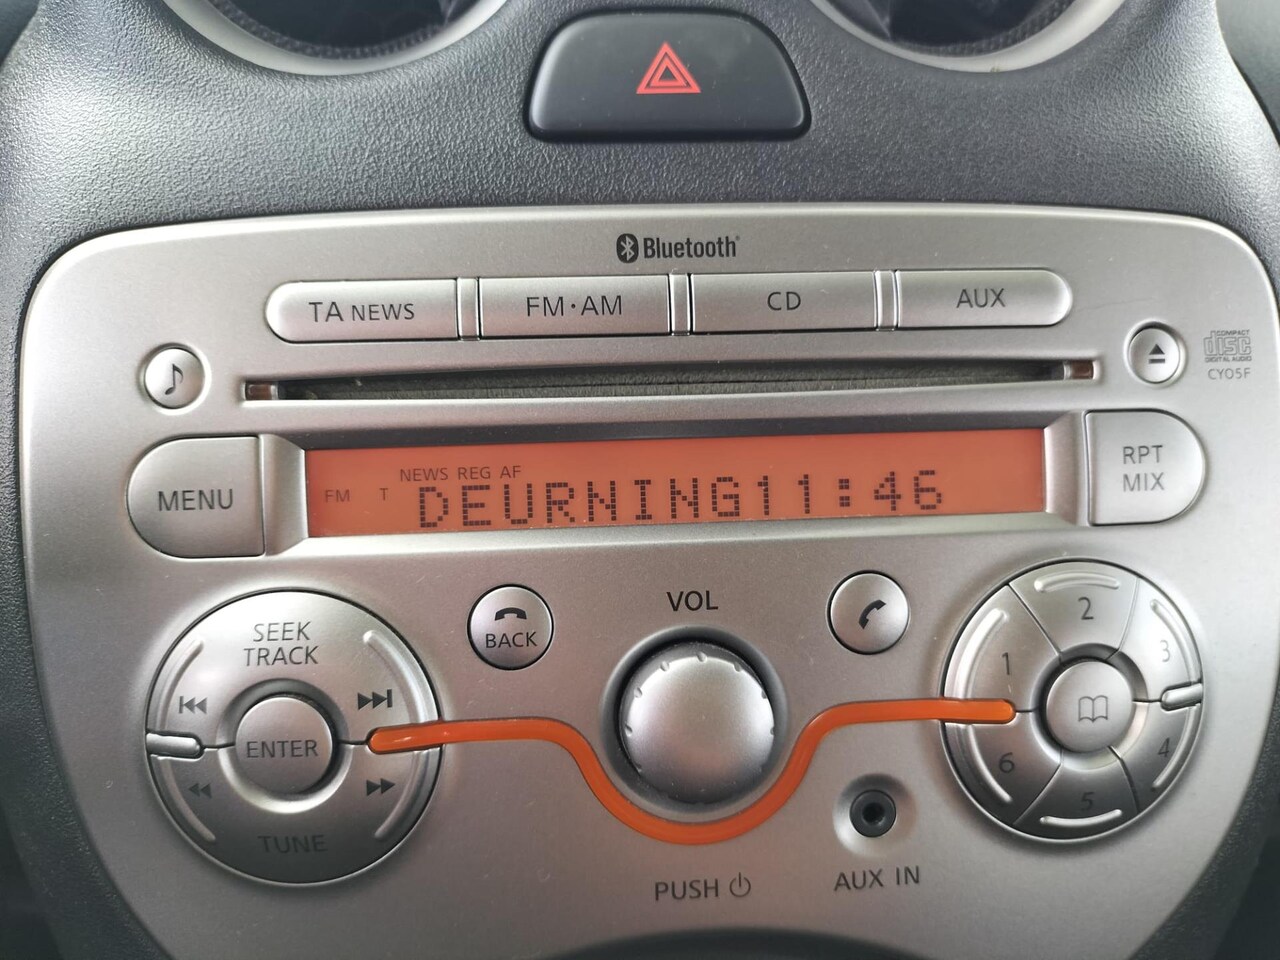 Bluetooth
TA NEWS
FM·AM
CD
AUX
COMPACT
disc
DIGITAL AUDIO
CY05F
MENU
NEWS REG AF
FM T
DEURNING11:46
RPT
MIX
SEEK
TRACK
ENTER
TUNE
BACK
VOL
PUSH
AUX IN
1
2
3
4
5
6